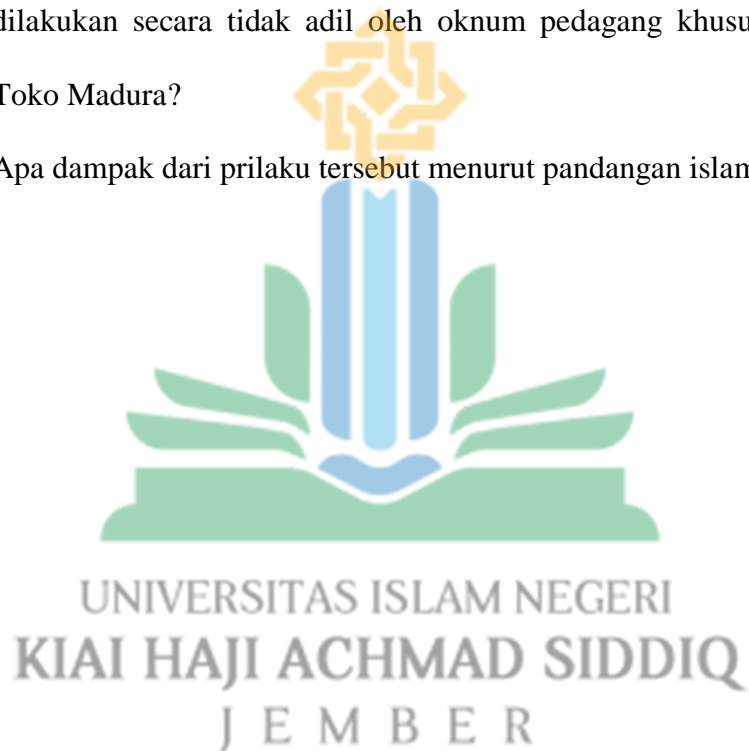 dilakukan secara tidak adil oleh oknum pedagang khusu
Toko Madura?
Apa dampak dari prilaku tersebut menurut pandangan islam
UNIVERSITAS ISLAM NEGERI
KIAI HAJI ACHMAD SIDDIQ
JEMBER